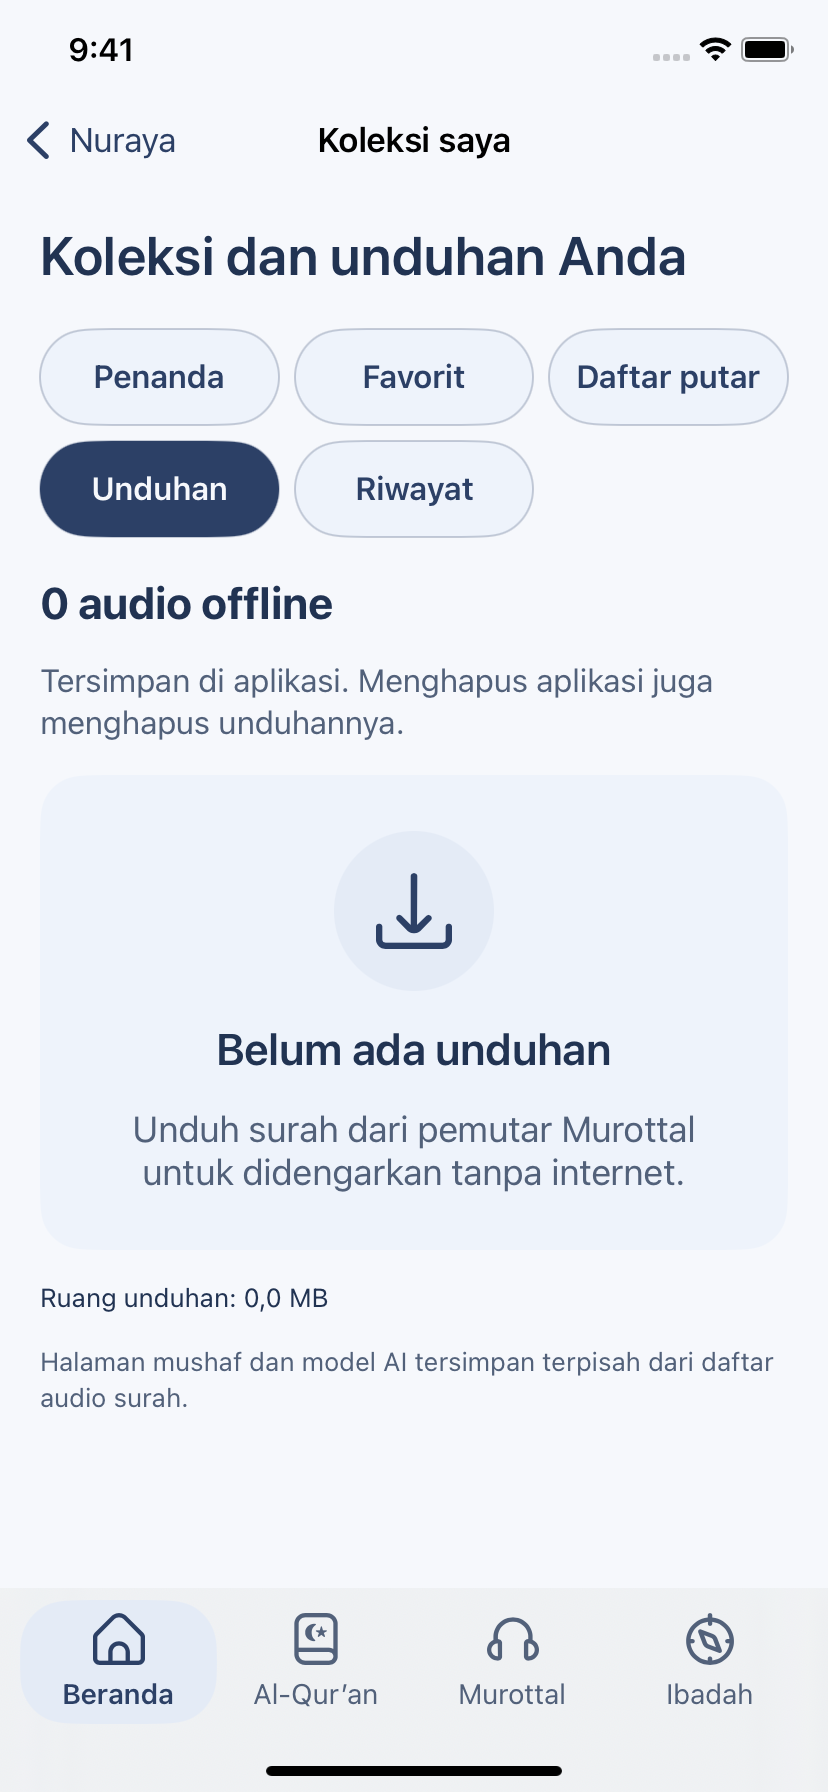 9:41
Nuraya
Koleksi saya
Koleksi dan unduhan Anda
Penanda
Favorit
Daftar putar
Unduhan
Riwayat
0 audio offline
Tersimpan di aplikasi. Menghapus aplikasi juga
menghapus unduhannya.
Belum ada unduhan
Unduh surah dari pemutar Murottal
untuk didengarkan tanpa internet.
Ruang unduhan: 0,0 MB
Halaman mushaf dan model AI tersimpan terpisah dari daftar
audio surah.
Beranda
Al-Qur’an
Murottal
Ibadah